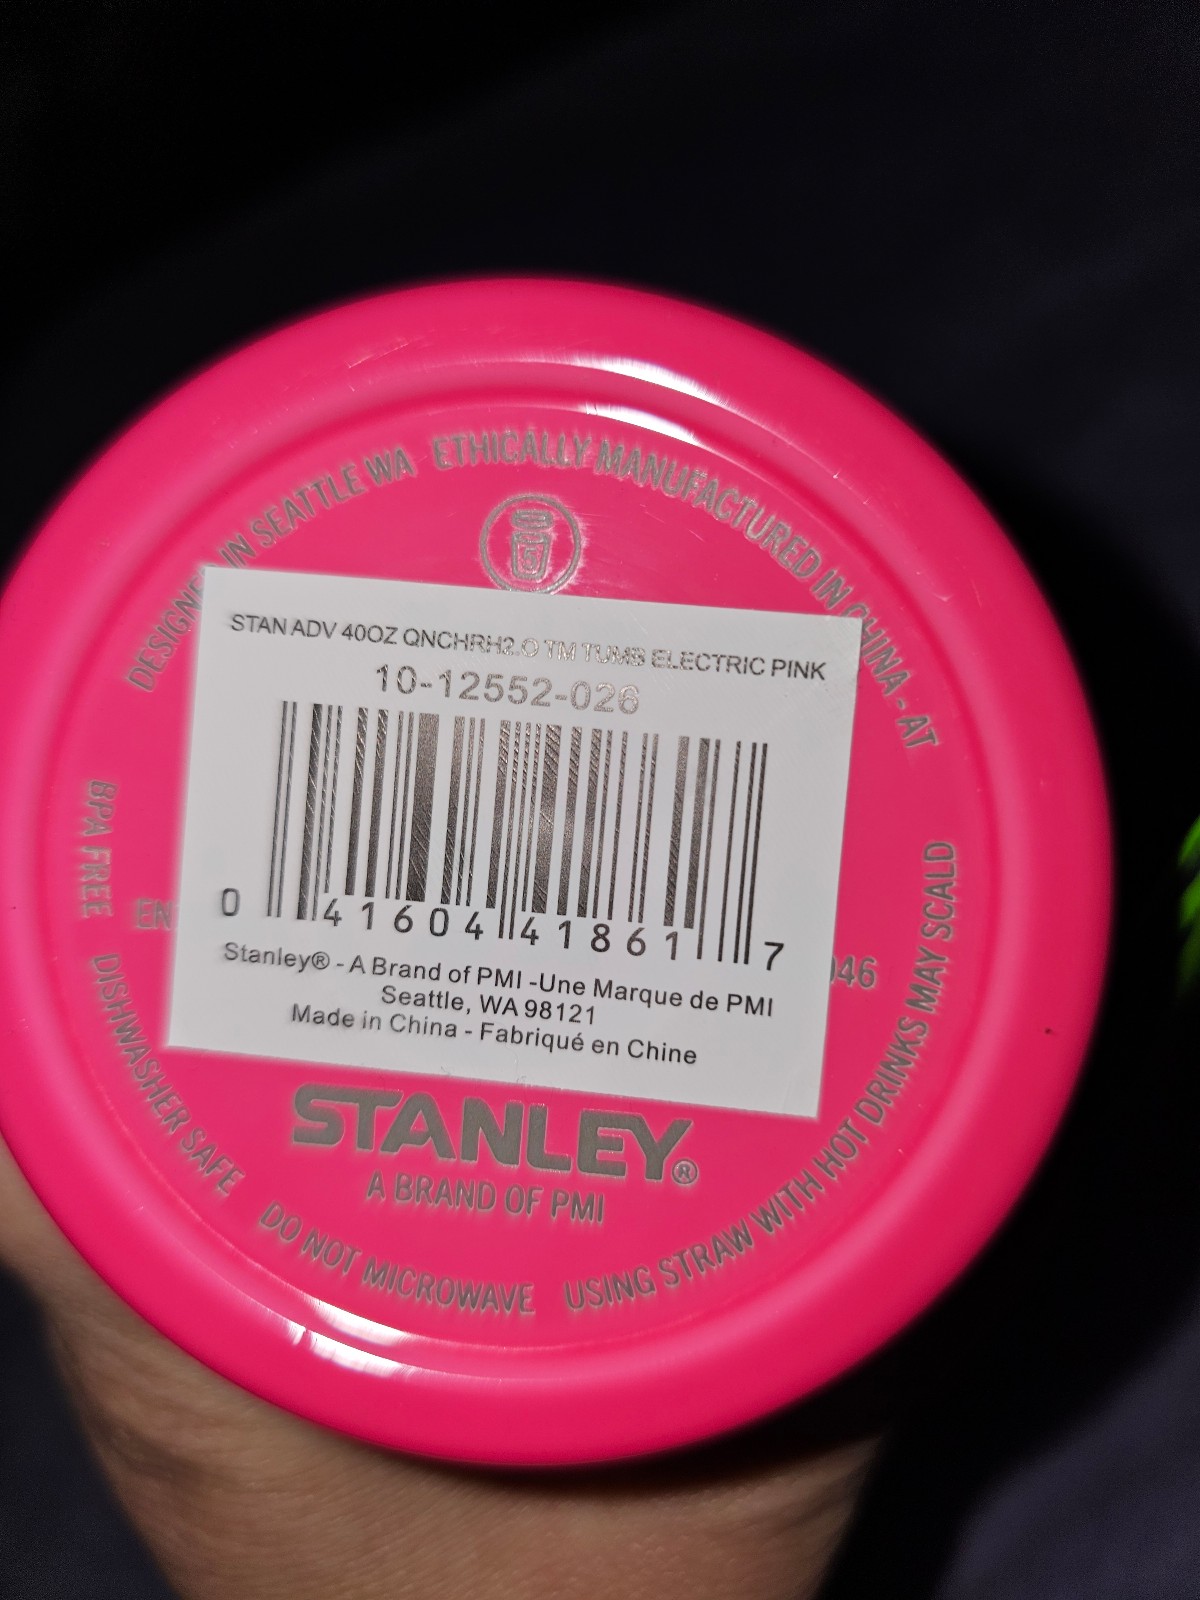 DESIGNED IN SEATTLE WA ETHICALLY MANUFACTURED IN CHINA - AT
5
STAN ADV 40OZ QNCHRH2.O TM TUMB ELECTRIC PINK
10-12552-026
0 41604 41861 7
Stanley® - A Brand of PMI -Une Marque de PMI
Seattle, WA 98121
Made in China - Fabriqué en Chine
EN
046
STANLEY®
A BRAND OF PMI
BPA FREE DISHWASHER SAFE DO NOT MICROWAVE USING STRAW WITH HOT DRINKS MAY SCALD